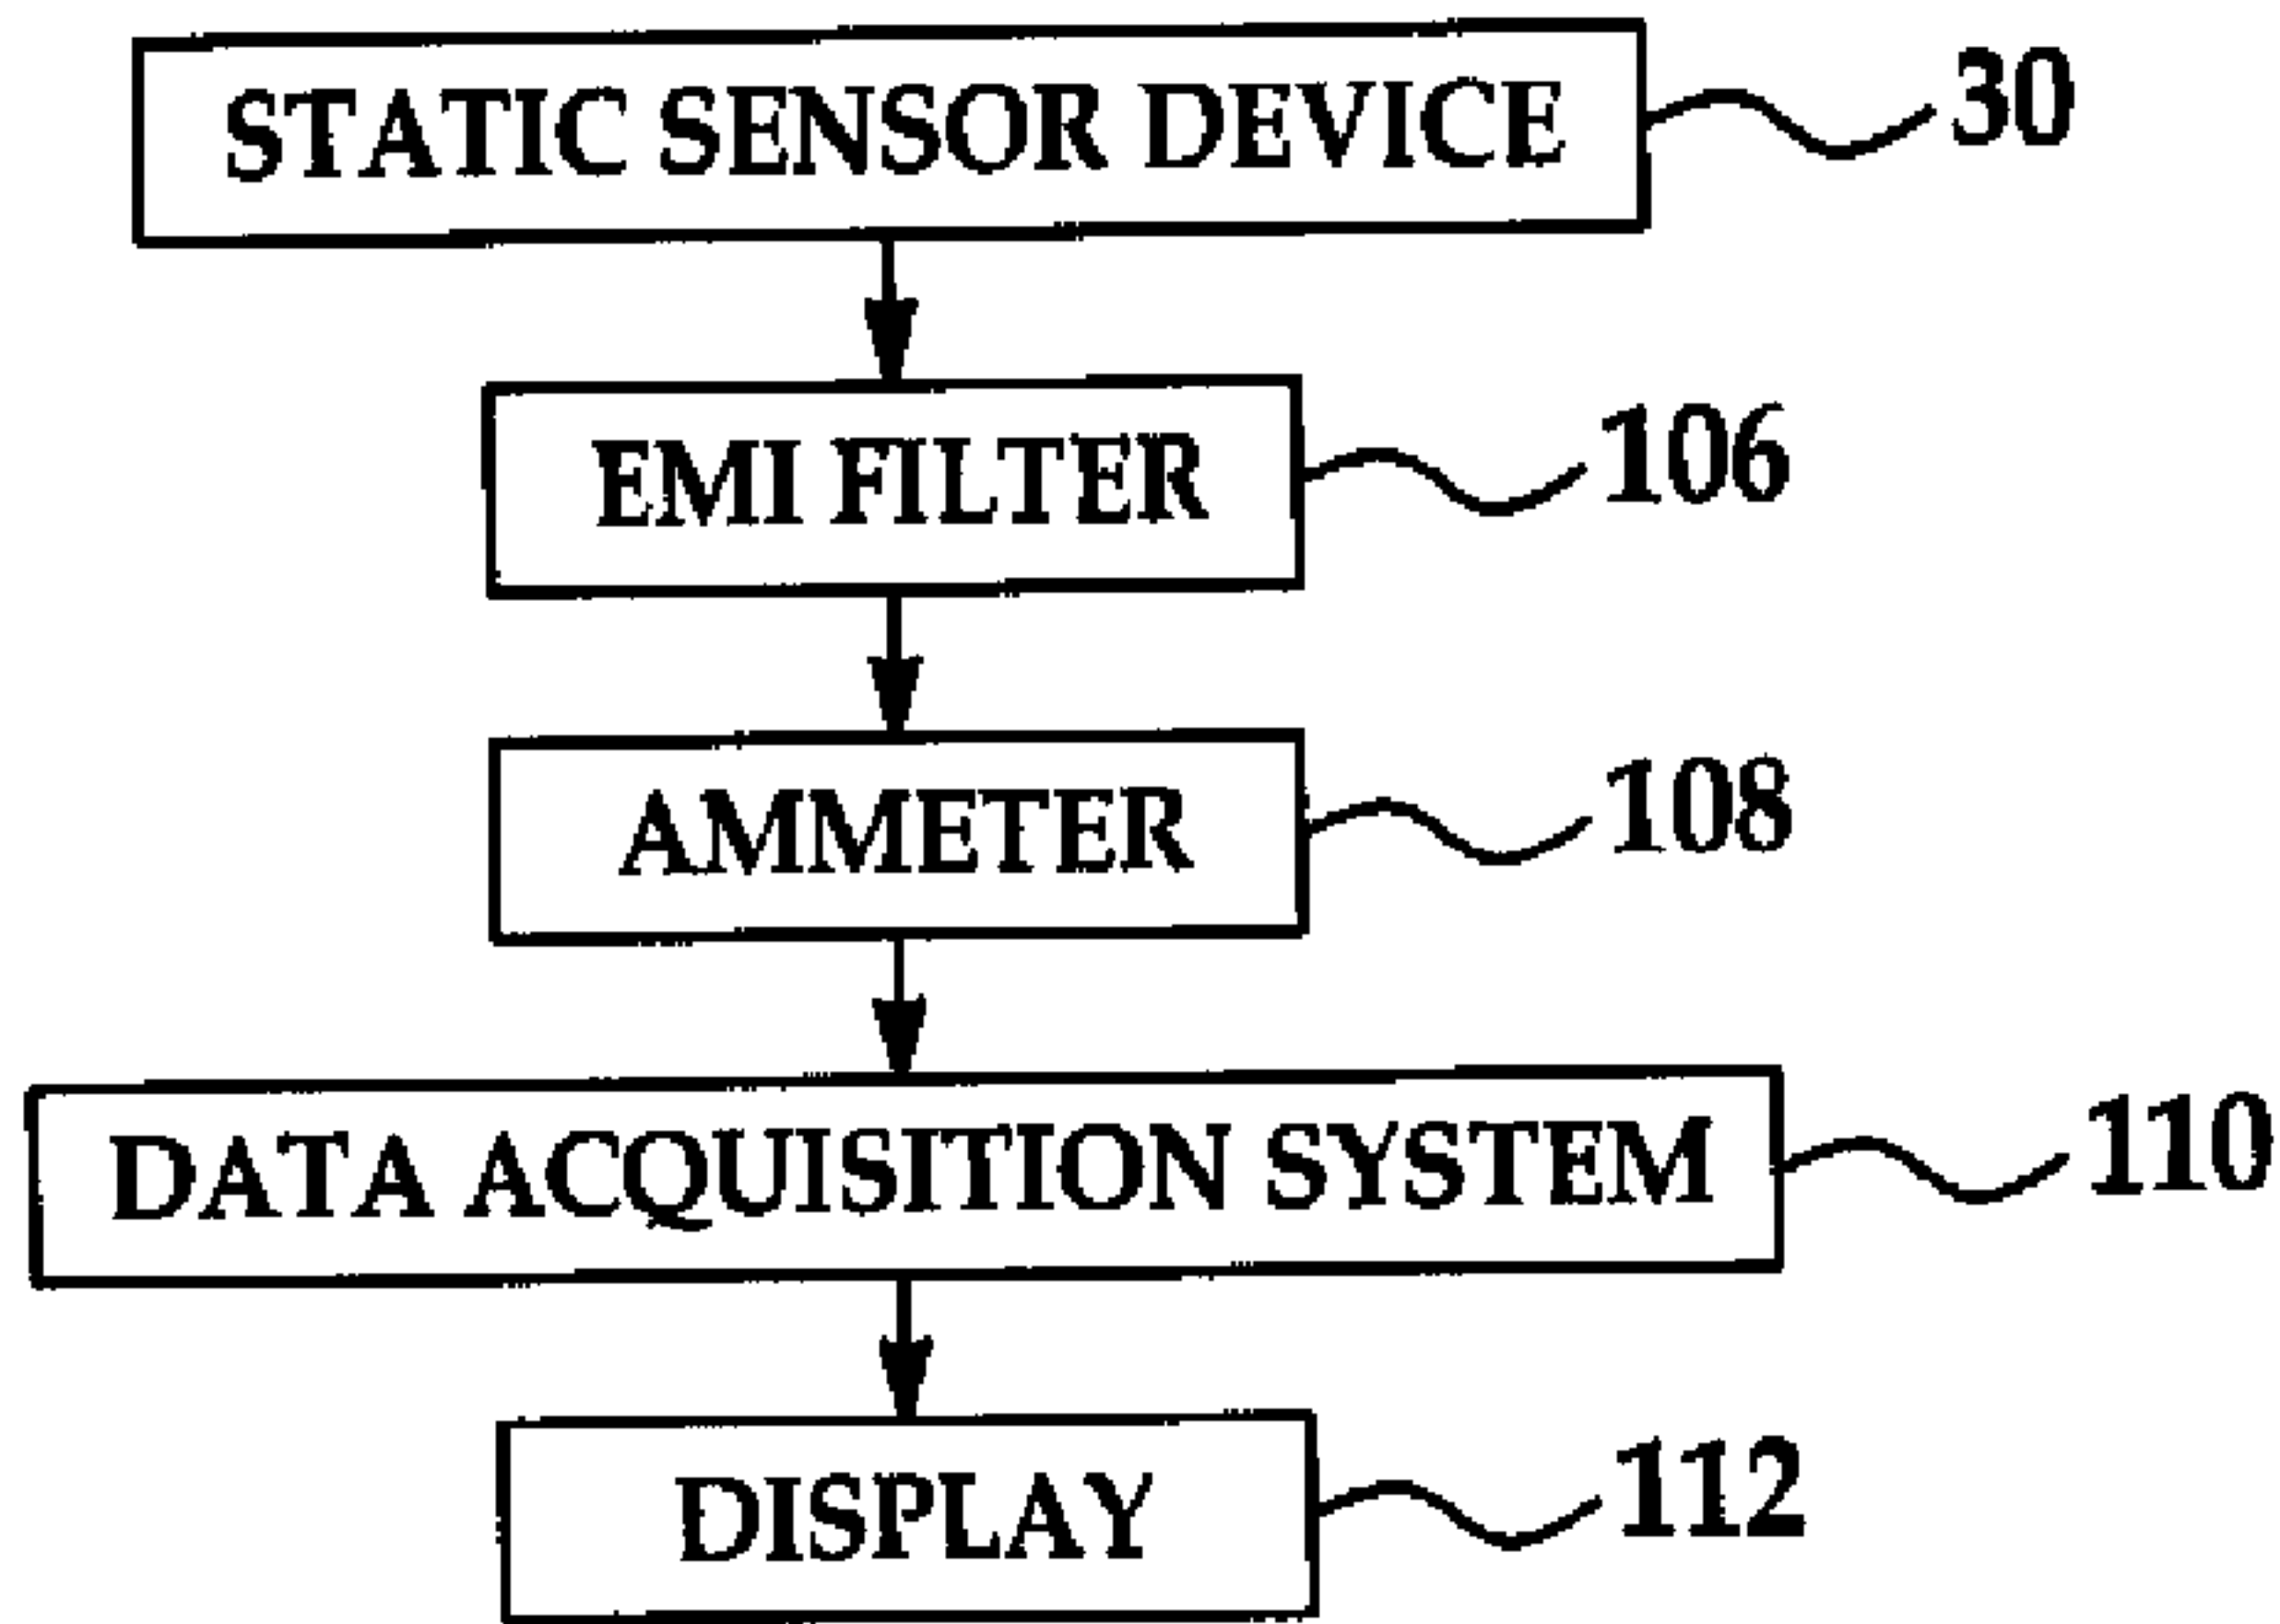 STATIC SENSOR DEVICE 30
EMI FILTER 106
AMMETER 108
DATA ACQUISITION SYSTEM 110
DISPLAY 112